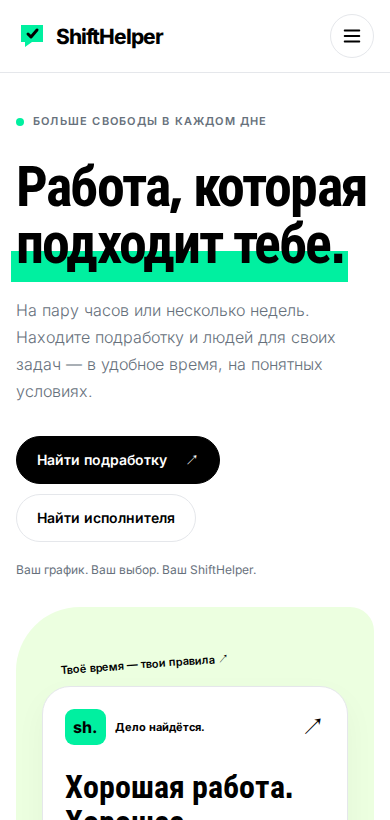 ShiftHelper
БОЛЬШЕ СВОБОДЫ В КАЖДОМ ДНЕ
Работа, которая
подходит тебе.
На пару часов или несколько недель.
Находите подработку и людей для своих
задач — в удобное время, на понятных
условиях.
Найти подработку ↗
Найти исполнителя
Ваш график. Ваш выбор. Ваш ShiftHelper.
Твоё время — твои правила ↗
sh. Дело найдётся. ↗
Хорошая работа.
Хорошая